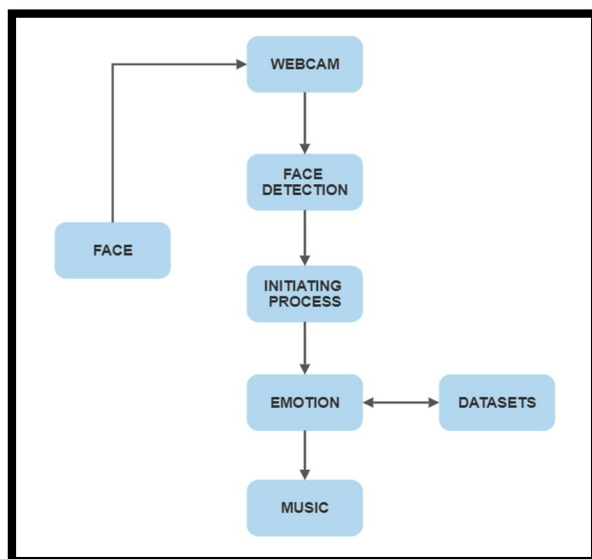 WEBCAM
FACE
DETECTION
FACE
INITIATING
PROCESS
EMOTION
DATASETS
MUSIC